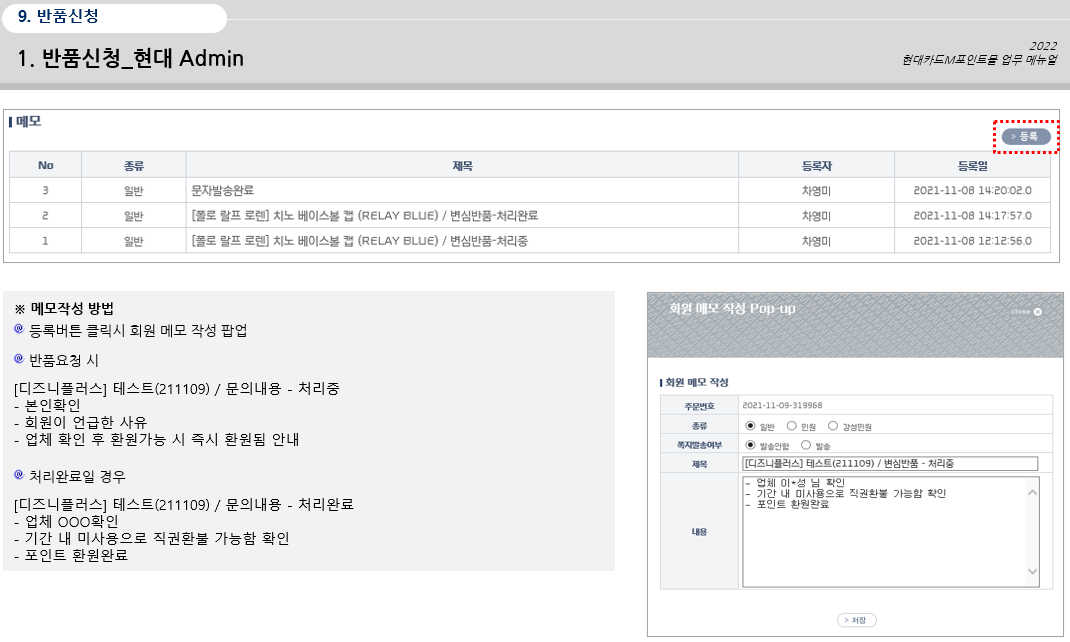 9. 반품신청
1. 반품신청_현대 Admin
2022
현대카드M포인트몰 업무 메뉴얼
메모
> 등록
No 종류 제목 등록자 등록일
3 일반 문자발송완료 차영미 2021-11-08 14:20:02.0
2 일반 [폴로 랄프 로렌] 치노 베이스볼 캡 (RELAY BLUE) / 변심반품-처리완료 차영미 2021-11-08 14:17:57.0
1 일반 [폴로 랄프 로렌] 치노 베이스볼 캡 (RELAY BLUE) / 변심반품-처리중 차영미 2021-11-08 12:12:56.0
※ 메모작성 방법
@ 등록버튼 클릭시 회원 메모 작성 팝업
@ 반품요청 시
[디즈니플러스] 테스트(211109) / 문의내용 - 처리중
- 본인확인
- 회원이 언급한 사유
- 업체 확인 후 환원가능 시 즉시 환원됨 안내
@ 처리완료일 경우
[디즈니플러스] 테스트(211109) / 문의내용 - 처리완료
- 업체 OOO확인
- 기간 내 미사용으로 직권환불 가능함 확인
- 포인트 환원완료
회원 메모 작성 Pop-up
close
회원 메모 작성
주문번호 2021-11-09-319968
종류 일반 민원 강성민원
쪽지발송여부 발송안함 발송
제목 [디즈니플러스] 테스트(211109) / 변심반품 - 처리중
내용
- 업체 이*성 님 확인
- 기간 내 미사용으로 직권환불 가능함 확인
- 포인트 환원완료
> 저장